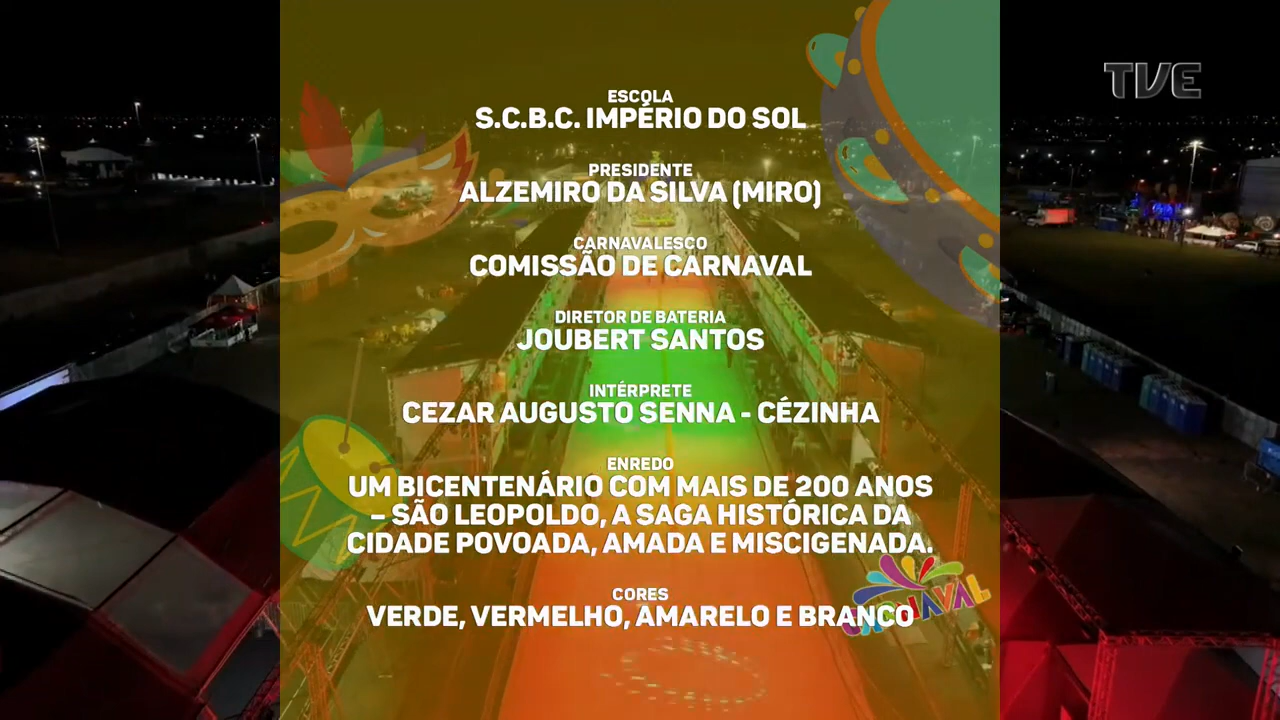 TVE
ESCOLA
S.C.B.C. IMPÉRIO DO SOL
PRESIDENTE
ALZEMIRO DA SILVA (MIRO)
CARNAVALESCO
COMISSÃO DE CARNAVAL
DIRETOR DE BATERIA
JOUBERT SANTOS
INTÉRPRETE
CEZAR AUGUSTO SENNA - CÉZINHA
ENREDO
UM BICENTENÁRIO COM MAIS DE 200 ANOS
– SÃO LEOPOLDO, A SAGA HISTÓRICA DA
CIDADE POVOADA, AMADA E MISCIGENADA.
CORES
VERDE, VERMELHO, AMARELO E BRANCO
CARNAVAL